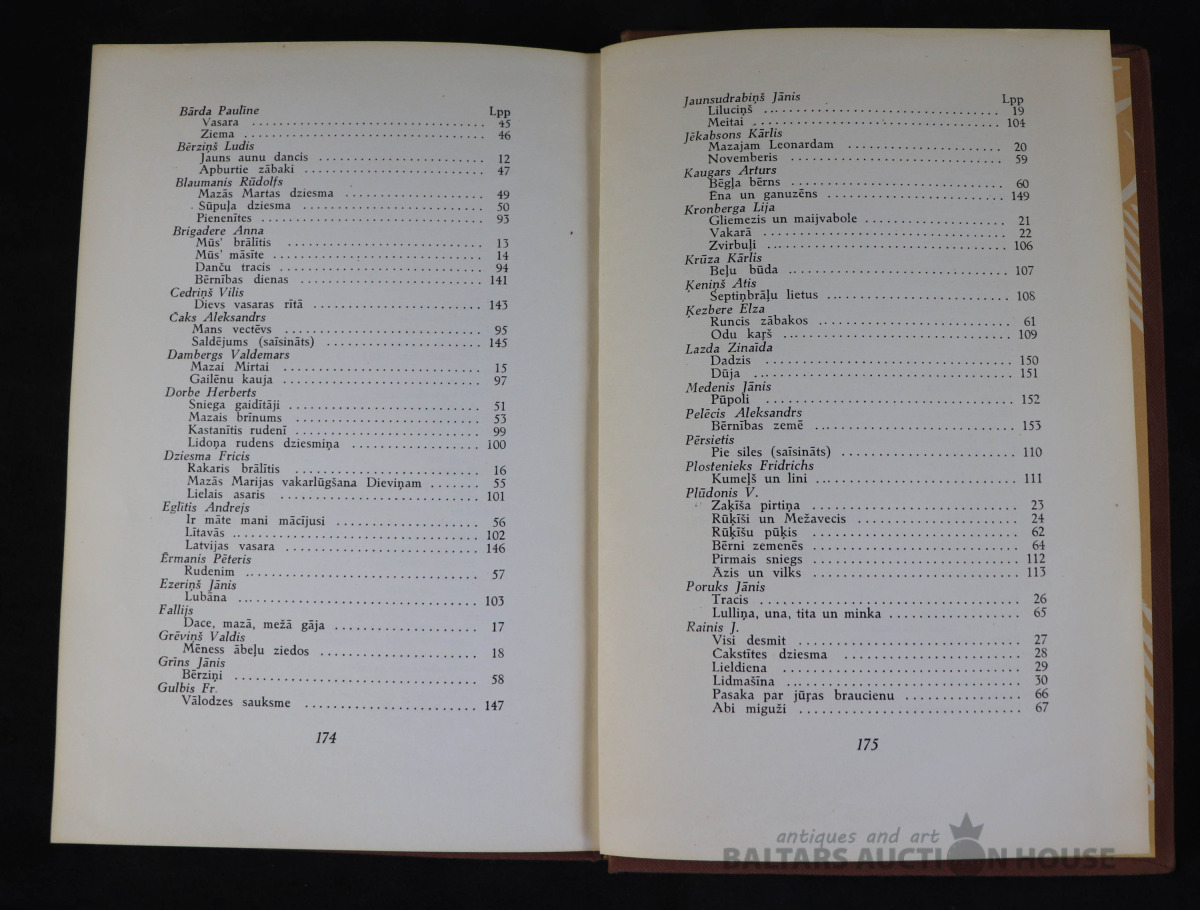 Bārda Paulīne Lpp
Vasara 45
Ziema 46
Bērziņš Ludis
Jauns aunu dancis 12
Apburtie zābaki 47
Blaumanis Rūdolfs
Mazās Martas dziesma 49
Šūpuļa dziesma 50
Pienenītes 93
Brigadere Anna
Mūs' brālītis 13
Mūs' māsīte 14
Danču tracis 94
Bērnības dienas 141
Cedriņš Vilis
Dievs vasaras rītā 143
Čaks Aleksandrs
Mans vectēvs 95
Saldējums (saīsināts) 145
Dambergs Valdemars
Mazai Mirtai 15
Gailēnu kauja 97
Dorbe Herberts
Sniega gaidītāji 51
Mazais brīnums 53
Kastanītis rudenī 99
Lidoņa rudens dziesmiņa 100
Dziesma Fricis
Rakaris brālītis 16
Mazās Marijas vakarlūgšana Dieviņam 55
Lielais asaris 101
Eglītis Andrejs
Ir māte mani mācījusi 56
Lītavās 102
Latvijas vasara 146
Ērmanis Pēteris
Rudenim 57
Ezeriņš Jānis
Lubāna 103
Fallijs
Dace, mazā, mežā gāja 17
Grēviņš Valdis
Mēness ābeļu ziedos 18
Grīns Jānis
Bērziņi 58
Gulbis Fr.
Vālodzes sauksme 147
174
Jaunsudrabiņš Jānis Lpp
Liluciņš 19
Meitai 104
Jēkabsons Kārlis
Mazajam Leonardam 20
Novembris 59
Kaugars Arturs
Bēgļa bērns 60
Ēna un ganuzēns 149
Kronberga Lija
Gliemezis un maijvabole 21
Vakarā 22
Zvirbuļi 106
Krūza Kārlis
Beļu būda 107
Ķeniņš Atis
Septiņbrāļu lietus 108
Ķezbere Elza
Runcis zābakos 61
Odu kaŗš 109
Lazda Zinaīda
Dadzis 150
Dūja 151
Medenis Jānis
Pūpoli 152
Pelēcis Aleksandrs
Bērnības zemē 153
Pērsietis
Pie siles (saīsināts) 110
Plostenieks Fridrichs
Kumeļš un lini 111
Plūdonis V.
Zaķīša pirtiņa 23
Rūķīši un Mežavecis 24
Rūķīšu pūķis 62
Bērni zemenēs 64
Pirmais sniegs 112
Āzis un vilks 113
Poruks Jānis
Tracis 26
Lulliņa, una, tita un minka 65
Rainis J.
Visi desmit 27
Cakstītes dziesma 28
Lieldiena 29
Lidmašīna 30
Pasaka par jūŗas braucienu 66
Abi miguži 67
175
antiques and art
BALTARS AUCTION HOUSE